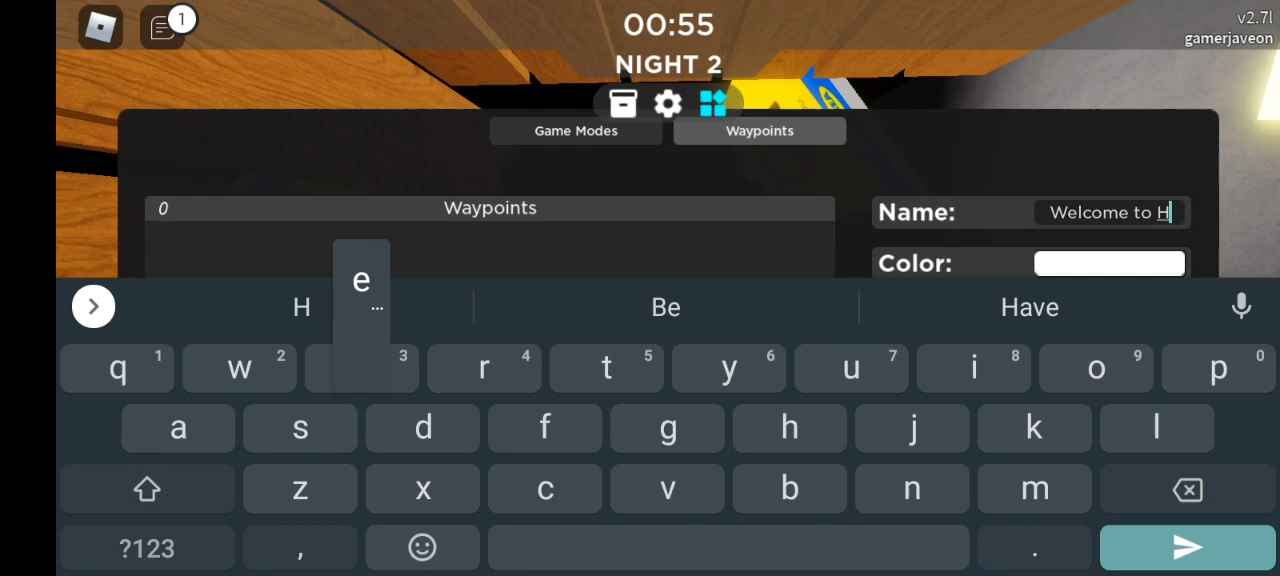 1
00:55
v2.7l
gamerjaveon
NIGHT 2
Game Modes
Waypoints
0
Waypoints
Name:
Welcome to H
Color:
e
...
H
Be
Have
q 1 w 2 3 r 4 t 5 y 6 u 7 i 8 o 9 p 0
a s d f g h j k l
z x c v b n m
?123 , .